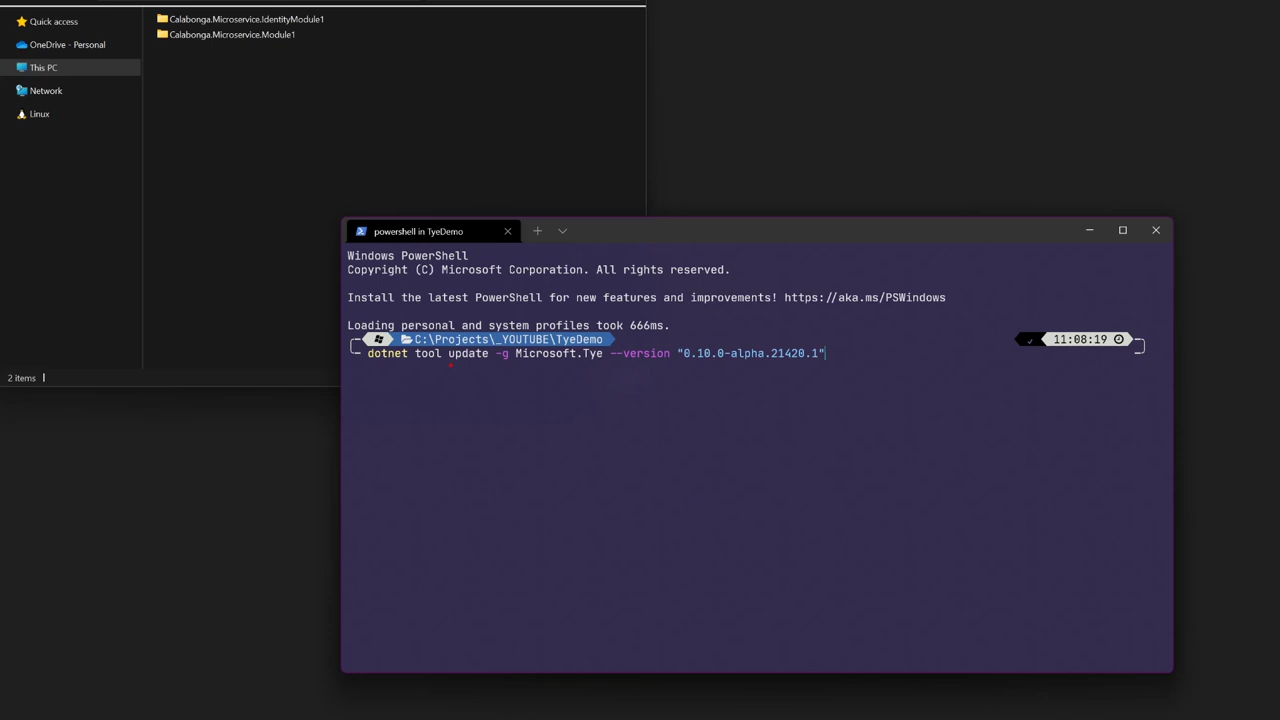 Quick access
OneDrive - Personal
This PC
Network
Linux
Calabonga.Microservice.IdentityModule1
Calabonga.Microservice.Module1
2 items
powershell in TyeDemo
Windows PowerShell
Copyright (C) Microsoft Corporation. All rights reserved.
Install the latest PowerShell for new features and improvements! https://aka.ms/PSWindows
Loading personal and system profiles took 666ms.
C:\Projects\_YOUTUBE\TyeDemo 11:08:19
dotnet tool update -g Microsoft.Tye --version "0.10.0-alpha.21420.1"